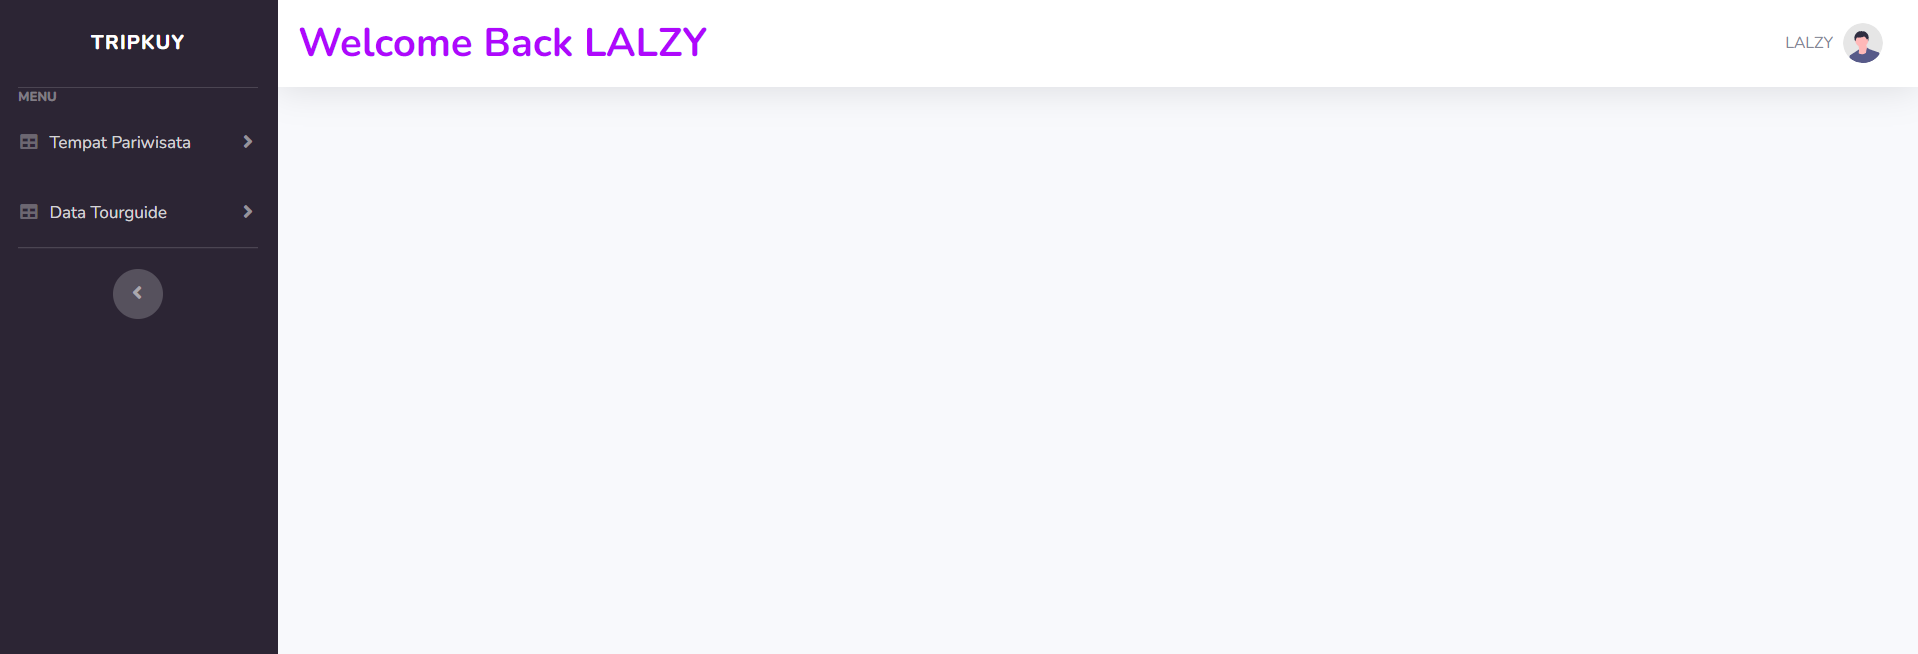 TRIPKUY
Welcome Back LALZY
LALZY
MENU
Tempat Pariwisata
Data Tourguide